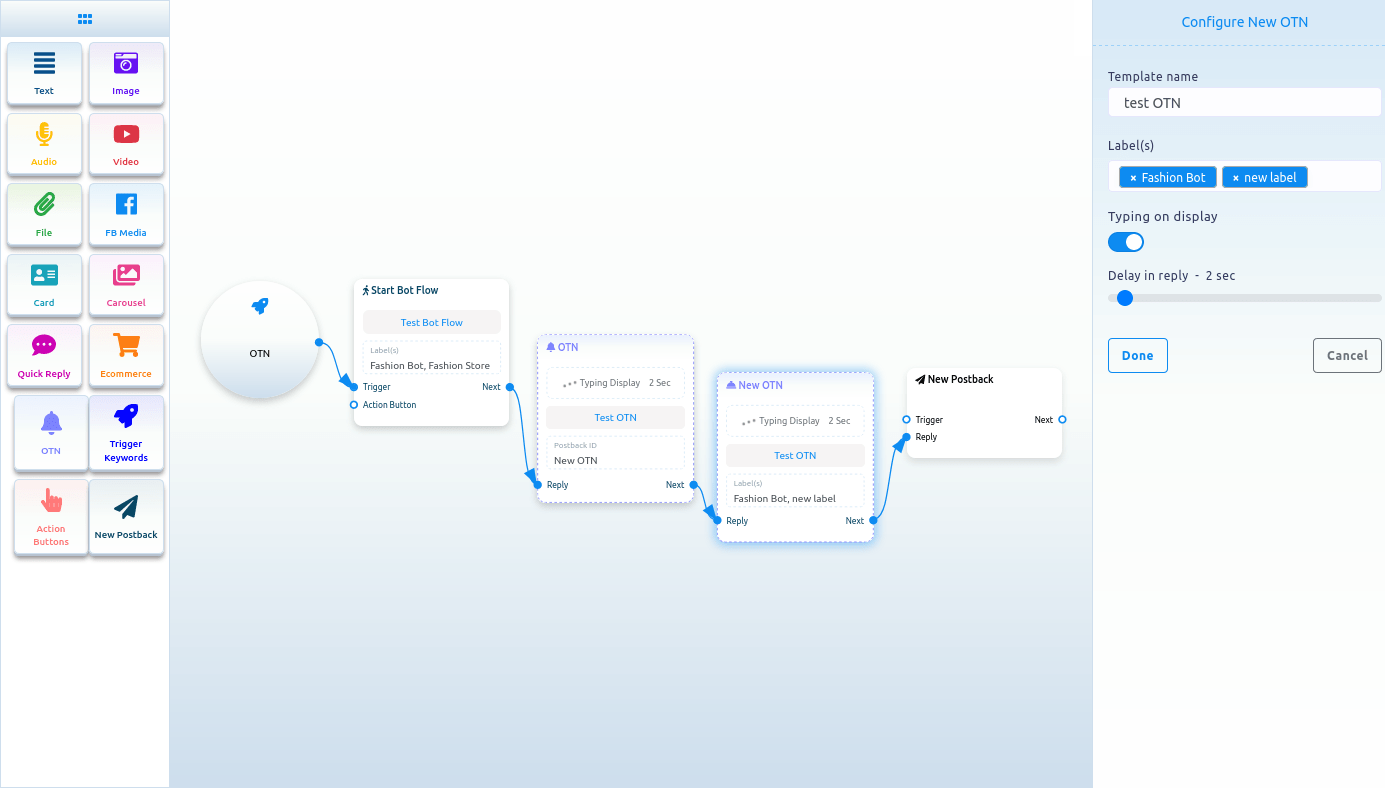 Text
Image
Audio
Video
File
FB Media
Card
Carousel
Quick Reply
Ecommerce
OTN
Trigger
Keywords
Action
Buttons
New Postback
OTN
Start Bot Flow
Test Bot Flow
Label(s)
Fashion Bot, Fashion Store
Trigger
Next
Action Button
OTN
Typing Display 2 Sec
Test OTN
Postback ID
New OTN
Reply
Next
New OTN
Typing Display 2 Sec
Test OTN
Label(s)
Fashion Bot, new label
Reply
Next
New Postback
Trigger
Next
Reply
Configure New OTN
Template name
test OTN
Label(s)
× Fashion Bot × new label
Typing on display
Delay in reply - 2 sec
Done
Cancel